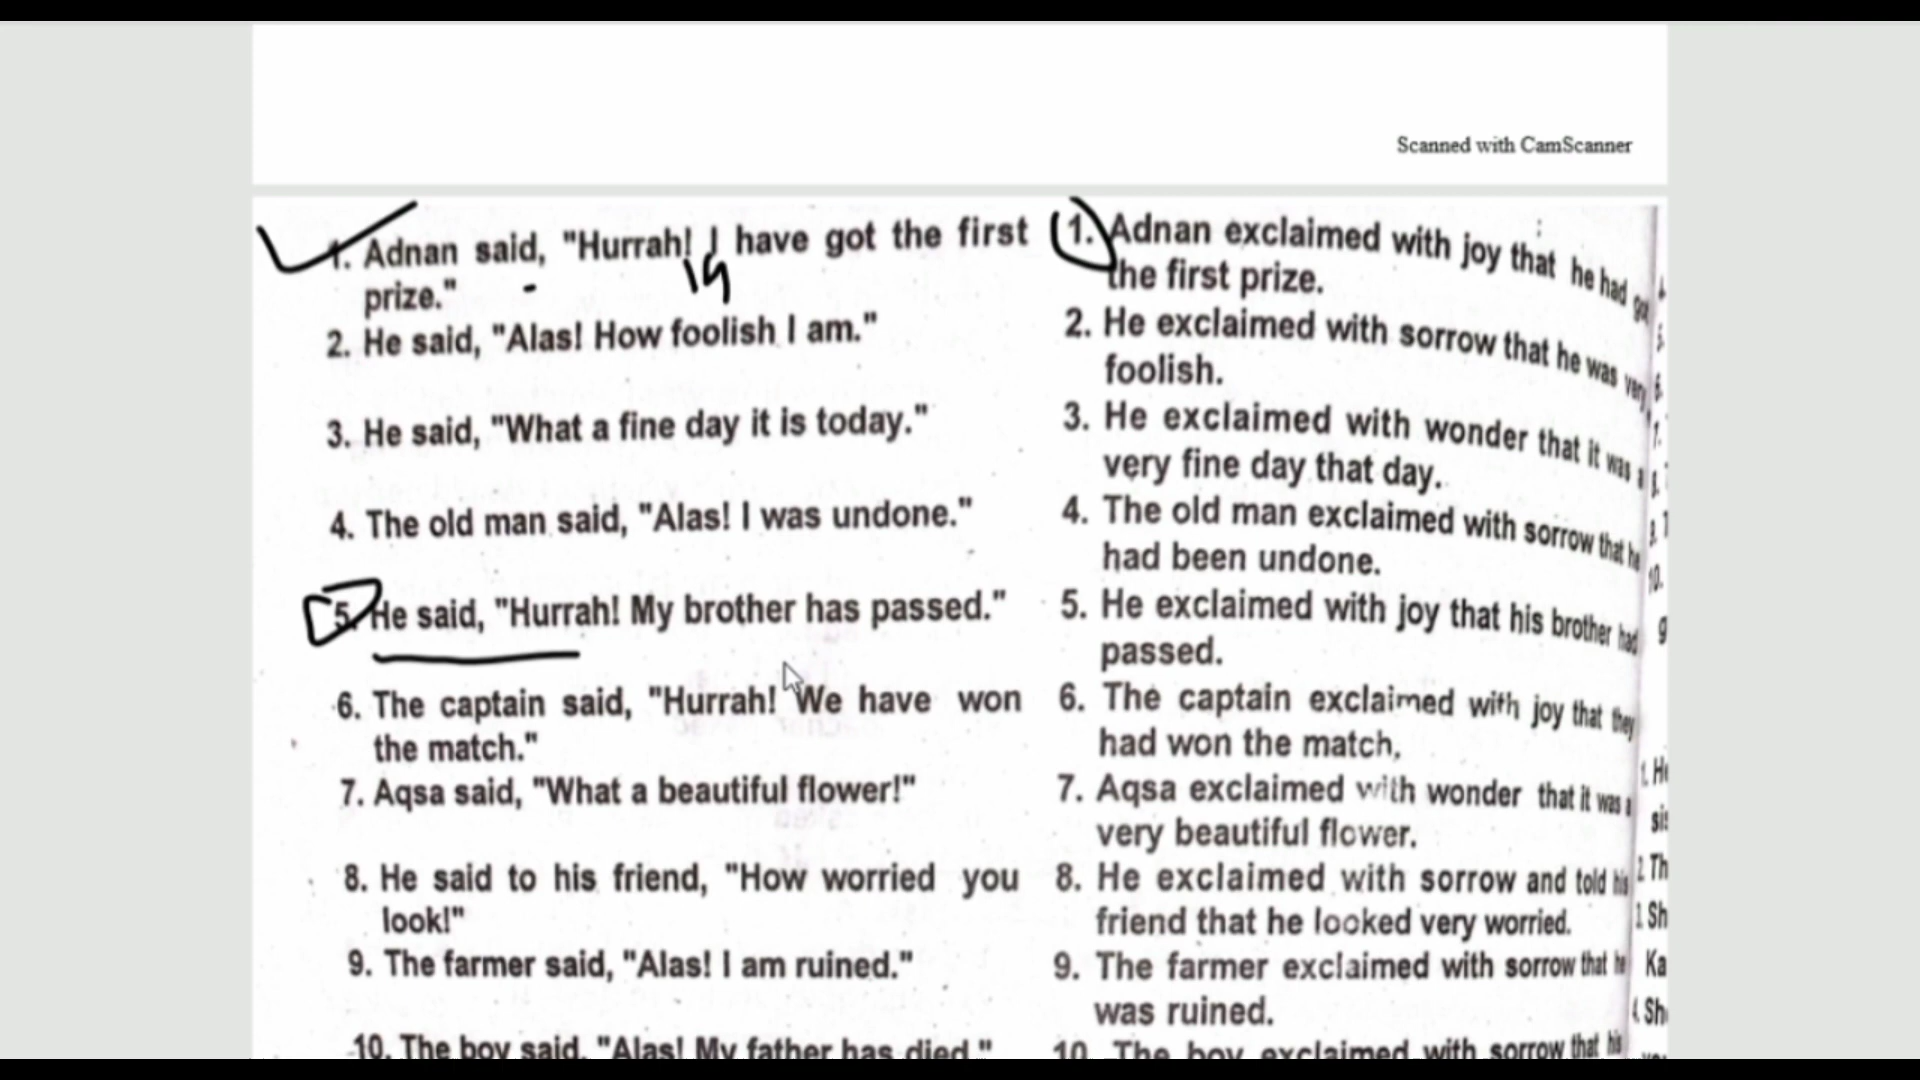 Scanned with CamScanner
1. Adnan said, "Hurrah! I have got the first
prize."
2. He said, "Alas! How foolish I am."
3. He said, "What a fine day it is today."
4. The old man said, "Alas! I was undone."
5. He said, "Hurrah! My brother has passed."
6. The captain said, "Hurrah! We have won
the match."
7. Aqsa said, "What a beautiful flower!"
8. He said to his friend, "How worried you
look!"
9. The farmer said, "Alas! I am ruined."
10. The boy said, "Alas! My father has died."
1. Adnan exclaimed with joy that he had got
the first prize.
2. He exclaimed with sorrow that he was very
foolish.
3. He exclaimed with wonder that it was a
very fine day that day.
4. The old man exclaimed with sorrow that he
had been undone.
5. He exclaimed with joy that his brother had
passed.
6. The captain exclaimed with joy that they
had won the match.
7. Aqsa exclaimed with wonder that it was a
very beautiful flower.
8. He exclaimed with sorrow and told his
friend that he looked very worried.
9. The farmer exclaimed with sorrow that he
was ruined.
10. The boy exclaimed with sorrow that his